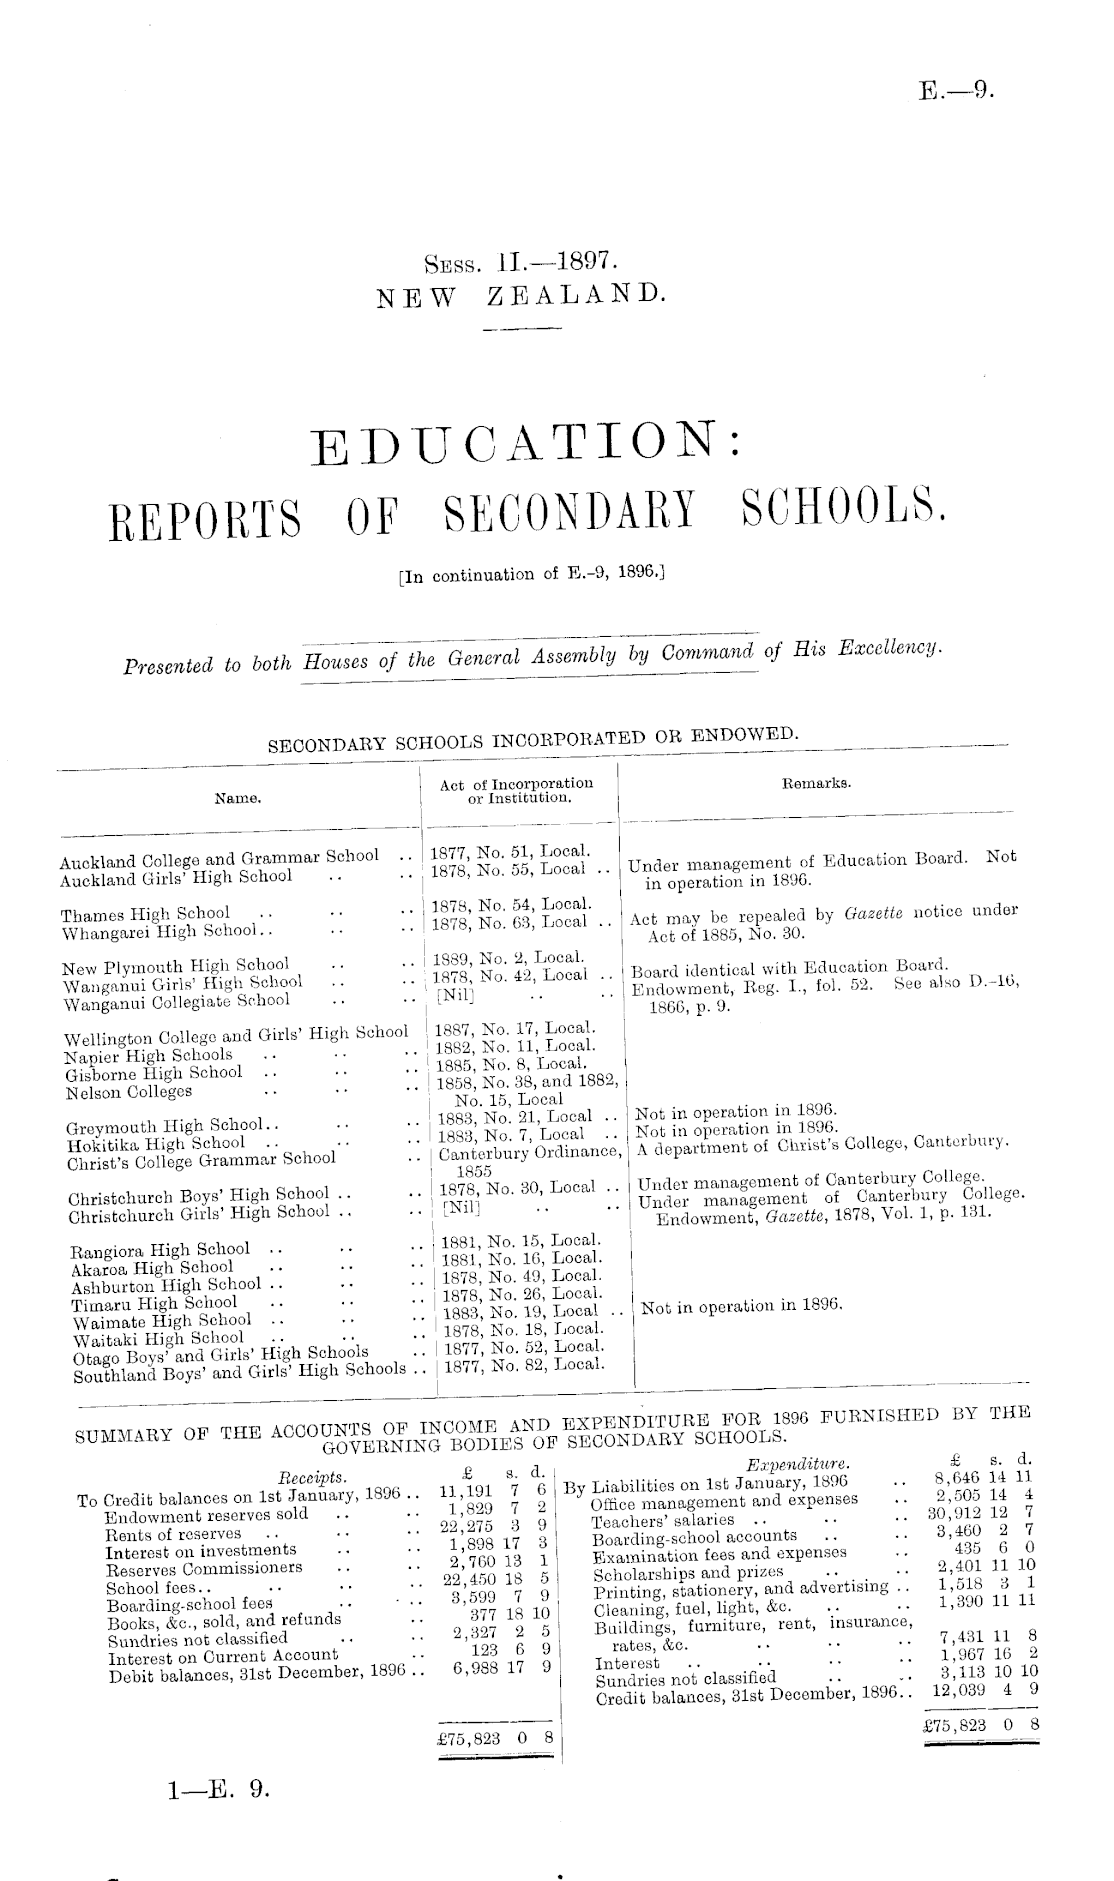 E.—9.
Sess. II.—1897.
NEW ZEALAND.
EDUCATION:
REPORTS OF SECONDARY SCHOOLS.
[In continuation of E.-9, 1896.]
Presented to both Houses of the General Assembly by Command of His Excellency.
SECONDARY SCHOOLS INCORPORATED OR ENDOWED.
Name. Act of Incorporation or Institution. Remarks.
Auckland College and Grammar School .. 1877, No. 51, Local.
Auckland Girls' High School .. .. 1878, No. 55, Local .. Under management of Education Board. Not
in operation in 1896.
Thames High School .. .. .. 1878, No. 54, Local.
Whangarei High School.. .. .. 1878, No. 63, Local .. Act may be repealed by Gazette notice under
Act of 1885, No. 30.
New Plymouth High School .. .. 1889, No. 2, Local.
Wanganui Girls' High School .. .. 1878, No. 42, Local .. Board identical with Education Board.
Wanganui Collegiate School .. .. [Nil] .. .. Endowment, Reg. I., fol. 52. See also D.-16,
1866, p. 9.
Wellington College and Girls' High School 1887, No. 17, Local.
Napier High Schools .. .. .. 1882, No. 11, Local.
Gisborne High School .. .. .. 1885, No. 8, Local.
Nelson Colleges .. .. .. 1858, No. 38, and 1882,
No. 15, Local
Greymouth High School.. .. .. 1883, No. 21, Local .. Not in operation in 1896.
Hokitika High School .. .. .. 1883, No. 7, Local .. Not in operation in 1896.
Christ's College Grammar School .. Canterbury Ordinance, A department of Christ's College, Canterbury.
1855
Christchurch Boys' High School .. .. 1878, No. 30, Local .. Under management of Canterbury College.
Christchurch Girls' High School .. .. [Nil] .. .. Under management of Canterbury College.
Endowment, Gazette, 1878, Vol. 1, p. 131.
Rangiora High School .. .. .. 1881, No. 15, Local.
Akaroa High School .. .. .. 1881, No. 16, Local.
Ashburton High School .. .. .. 1878, No. 49, Local.
Timaru High School .. .. .. 1878, No. 26, Local.
Waimate High School .. .. .. 1883, No. 19, Local .. Not in operation in 1896.
Waitaki High School .. .. .. 1878, No. 18, Local.
Otago Boys' and Girls' High Schools .. 1877, No. 52, Local.
Southland Boys' and Girls' High Schools .. 1877, No. 82, Local.
SUMMARY OF THE ACCOUNTS OF INCOME AND EXPENDITURE FOR 1896 FURNISHED BY THE
GOVERNING BODIES OF SECONDARY SCHOOLS.
Receipts. £ s. d.
To Credit balances on 1st January, 1896 .. 11,191 7 6
Endowment reserves sold .. .. 1,829 7 2
Rents of reserves .. .. .. 22,275 3 9
Interest on investments .. .. 1,898 17 3
Reserves Commissioners .. .. 2,760 13 1
School fees.. .. .. .. 22,450 18 5
Boarding-school fees .. .. 3,599 7 9
Books, &c., sold, and refunds .. 377 18 10
Sundries not classified .. .. 2,327 2 5
Interest on Current Account .. 123 6 9
Debit balances, 31st December, 1896 .. 6,988 17 9
£75,823 0 8
Expenditure. £ s. d.
By Liabilities on 1st January, 1896 .. 8,646 14 11
Office management and expenses .. 2,505 14 4
Teachers' salaries .. .. .. 30,912 12 7
Boarding-school accounts .. .. 3,460 2 7
Examination fees and expenses .. 435 6 0
Scholarships and prizes .. .. 2,401 11 10
Printing, stationery, and advertising .. 1,518 3 1
Cleaning, fuel, light, &c. .. .. 1,390 11 11
Buildings, furniture, rent, insurance,
rates, &c. .. .. .. 7,431 11 8
Interest .. .. .. .. 1,967 16 2
Sundries not classified .. .. 3,113 10 10
Credit balances, 31st December, 1896.. 12,039 4 9
£75,823 0 8
1—E. 9.